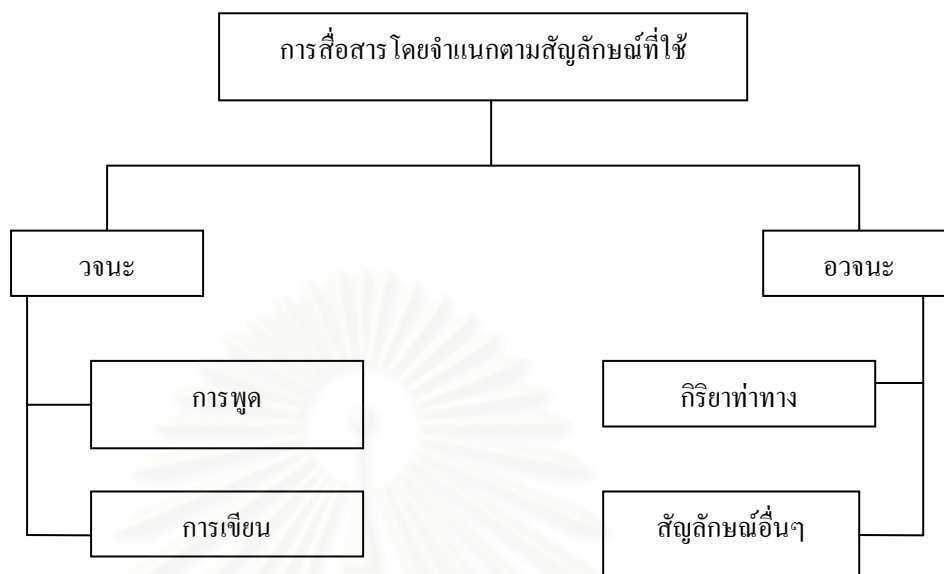 การสื่อสารโดยจำแนกตามสัญลักษณ์ที่ใช้
วจนะ
อวจนะ
การพูด
กิริยาท่าทาง
การเขียน
สัญลักษณ์อื่นๆ